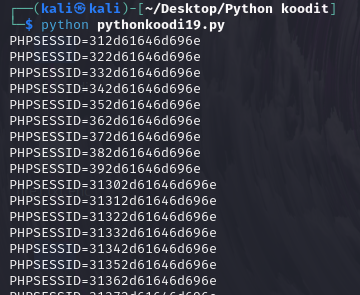 ┌──(kali㉿kali)-[~/Desktop/Python koodit]
└─$ python pythonkoodi19.py
PHPSESSID=312d61646d696e
PHPSESSID=322d61646d696e
PHPSESSID=332d61646d696e
PHPSESSID=342d61646d696e
PHPSESSID=352d61646d696e
PHPSESSID=362d61646d696e
PHPSESSID=372d61646d696e
PHPSESSID=382d61646d696e
PHPSESSID=392d61646d696e
PHPSESSID=31302d61646d696e
PHPSESSID=31312d61646d696e
PHPSESSID=31322d61646d696e
PHPSESSID=31332d61646d696e
PHPSESSID=31342d61646d696e
PHPSESSID=31352d61646d696e
PHPSESSID=31362d61646d696e
PHPSESSID=31372d61646d696e